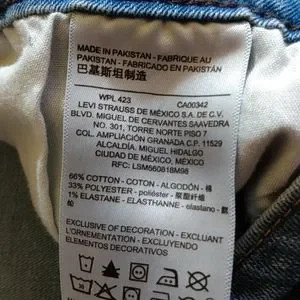 MADE IN PAKISTAN - FABRIQUE AU
PAKISTAN - FABRICADO EN PAKISTÁN
巴基斯坦制造
WPL 423 CA00342
LEVI STRAUSS DE MÉXICO S.A. DE C.V.
BLVD. MIGUEL DE CERVANTES SAAVEDRA
NO. 301, TORRE NORTE PISO 7
COL. AMPLIACIÓN GRANADA C.P. 11529
ALCALDÍA. MIGUEL HIDALGO
CIUDAD DE MÉXICO, MÉXICO
RFC: LSM660818M98
66% COTTON - COTON - ALGODÓN - 棉
33% POLYESTER - poliéster - 聚酯纤维
1% ELASTANE - ELASTHANNE - elastano - 氨纶
EXCLUSIVE OF DECORATION - EXCLUANT
L'ORNEMENTATION - EXCLUYENDO
ELEMENTOS DECORATIVOS